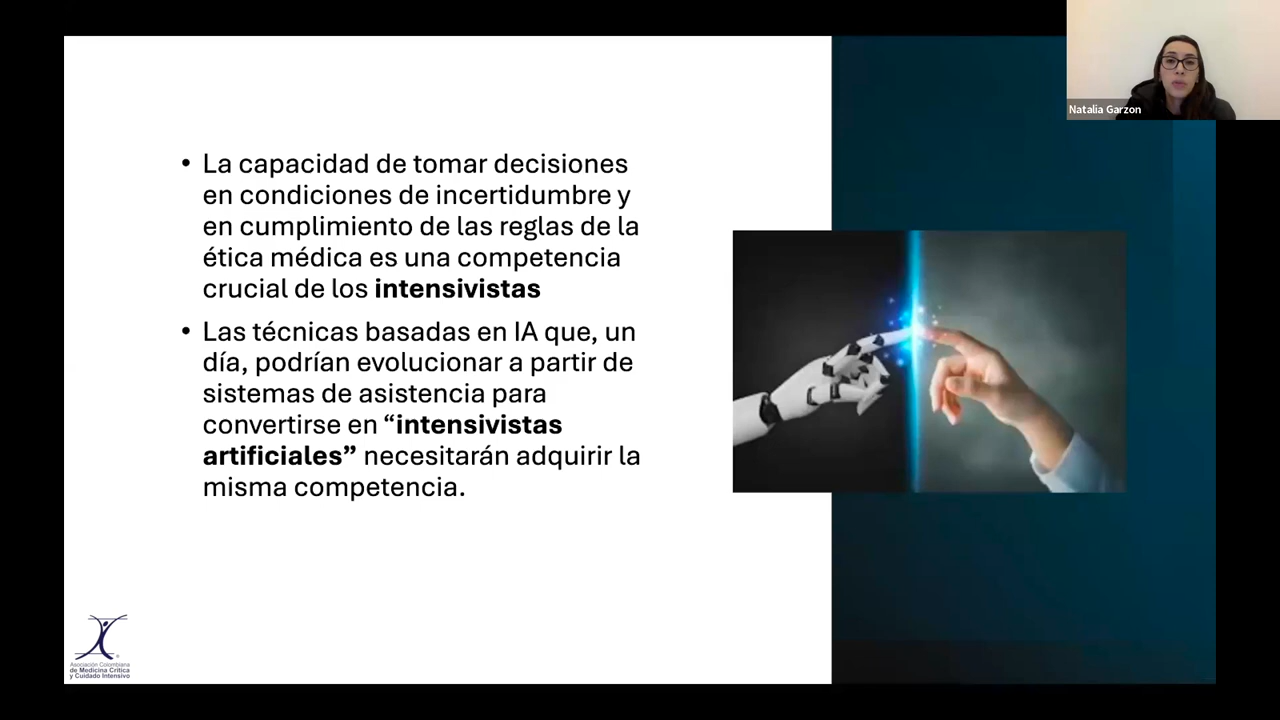 Natalia Garzon
• La capacidad de tomar decisiones
en condiciones de incertidumbre y
en cumplimiento de las reglas de la
ética médica es una competencia
crucial de los intensivistas
• Las técnicas basadas en IA que, un
día, podrían evolucionar a partir de
sistemas de asistencia para
convertirse en “intensivistas
artificiales” necesitarán adquirir la
misma competencia.
Asociación Colombiana
de Medicina Crítica
y Cuidado Intensivo